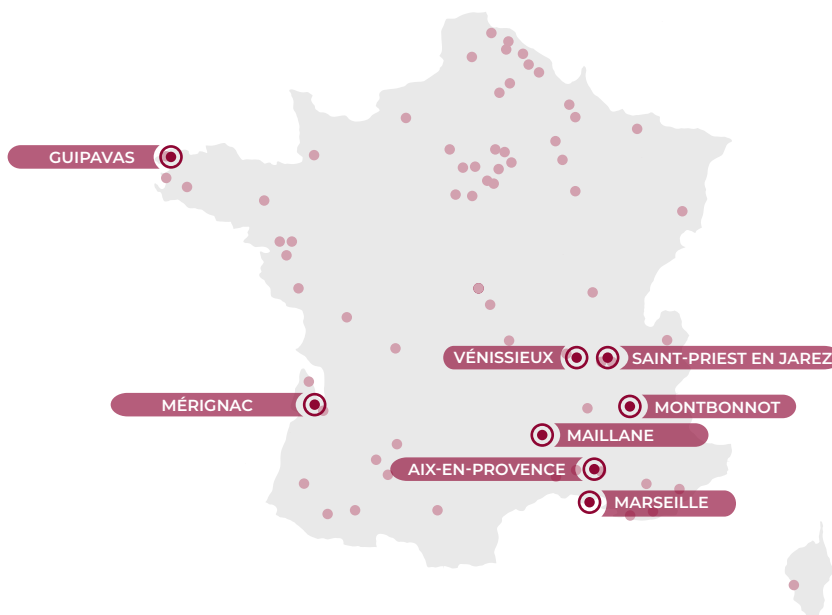 GUIPAVAS
VÉNISSIEUX
SAINT-PRIEST EN JAREZ
MÉRIGNAC
MONTBONNOT
MAILLANE
AIX-EN-PROVENCE
MARSEILLE